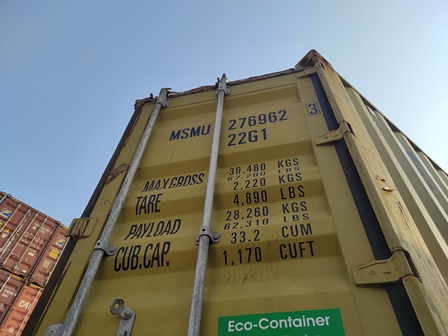 MSMU 276962 3
22G1
MAX.GROSS 30.480 KGS
67,200 LBS
TARE 2.220 KGS
4,890 LBS
PAYLOAD 28.260 KGS
62,310 LBS
CUB.CAP. 33.2 CUM
1,170 CUFT
Eco-Container